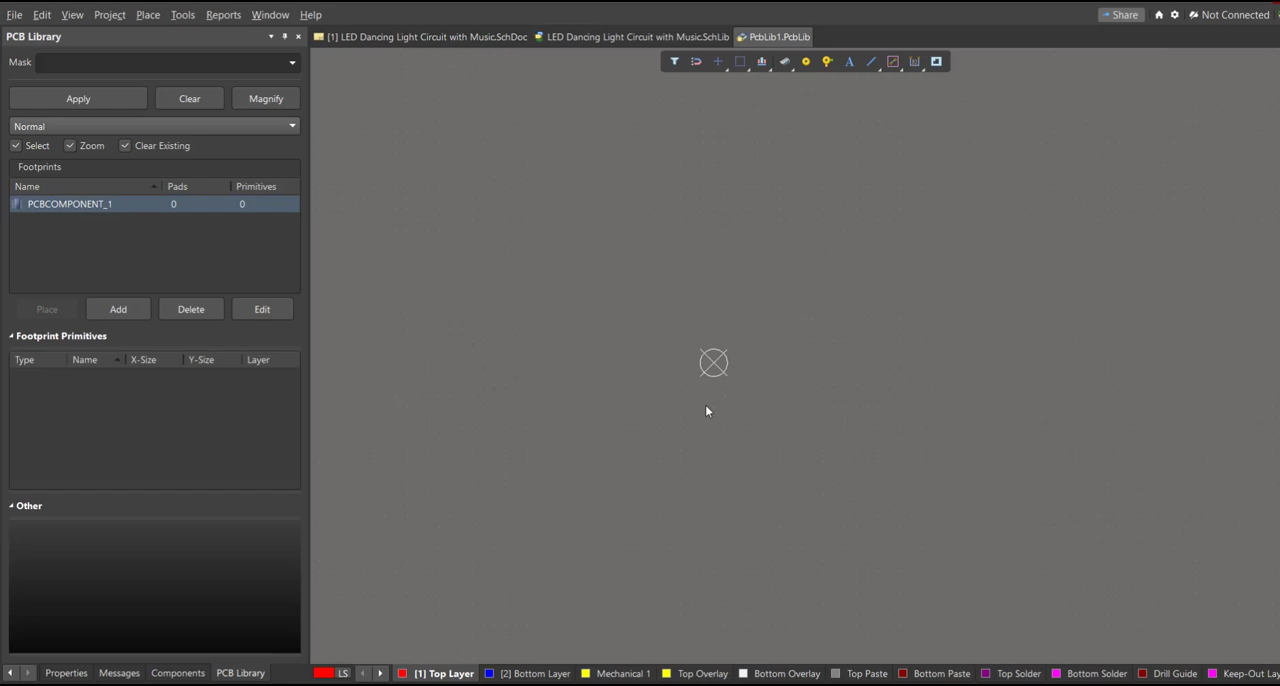 File Edit View Project Place Tools Reports Window Help Share Not Connected
PCB Library [1] LED Dancing Light Circuit with Music.SchDoc LED Dancing Light Circuit with Music.SchLib PcbLib1.PcbLib
Mask
Apply Clear Magnify
Normal
Select Zoom Clear Existing
Footprints
Name Pads Primitives
PCBCOMPONENT_1 0 0
Place Add Delete Edit
Footprint Primitives
Type Name X-Size Y-Size Layer
Other
Properties Messages Components PCB Library LS [1] Top Layer [2] Bottom Layer Mechanical 1 Top Overlay Bottom Overlay Top Paste Bottom Paste Top Solder Bottom Solder Drill Guide Keep-Out Lay